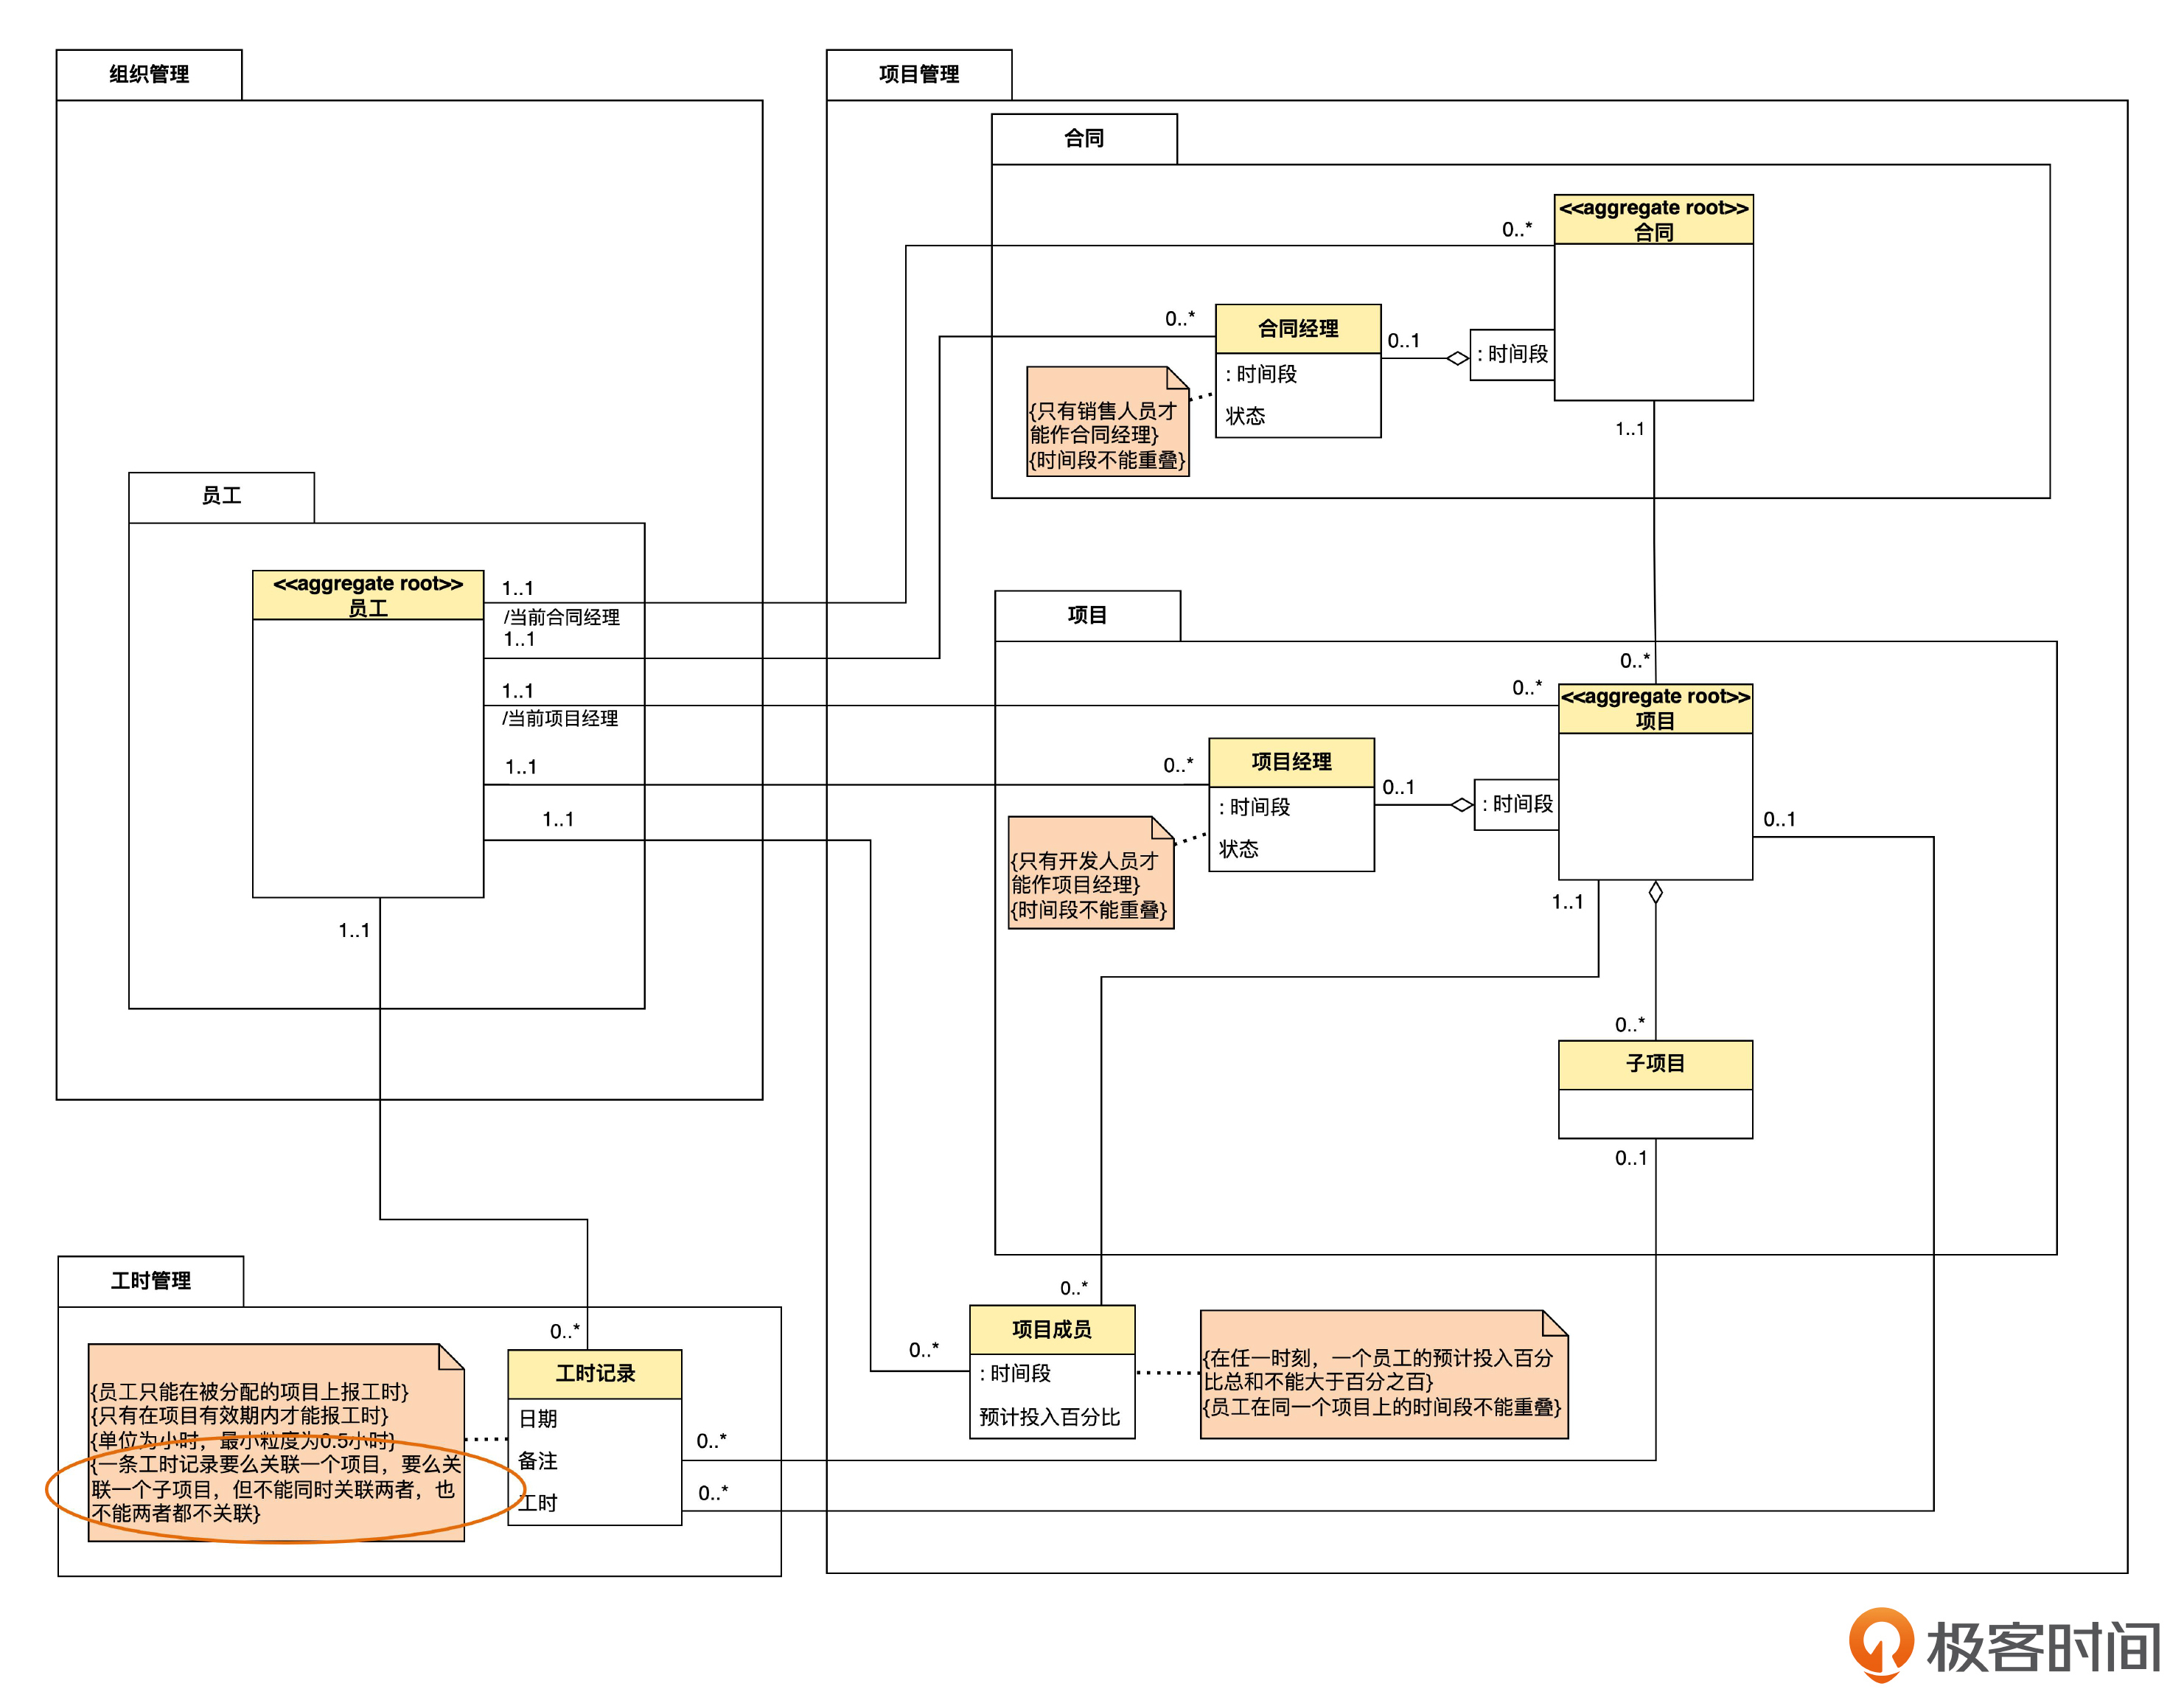 组织管理
项目管理
合同
<<aggregate root>>
合同
0..*
合同经理
: 时间段
状态
0..*
0..1
: 时间段
{只有销售人员才
能作合同经理}
{时间段不能重叠}
1..1
员工
<<aggregate root>>
员工
1..1
/当前合同经理
1..1
1..1
/当前项目经理
1..1
1..1
1..1
项目
0..*
0..*
<<aggregate root>>
项目
0..*
项目经理
: 时间段
状态
0..1
: 时间段
0..1
{只有开发人员才
能作项目经理}
{时间段不能重叠}
1..1
0..*
子项目
0..1
工时管理
0..*
工时记录
日期
备注
工时
{员工只能在被分配的项目上报工时}
{只有在项目有效期内才能报工时}
{单位为小时，最小粒度为0.5小时}
{一条工时记录要么关联一个项目，要么关
联一个子项目，但不能同时关联两者，也
不能两者都不关联}
0..*
0..*
0..*
0..*
项目成员
: 时间段
预计投入百分比
{在任一时刻，一个员工的预计投入百分
比总和不能大于百分之百}
{员工在同一个项目上的时间段不能重叠}
极客时间